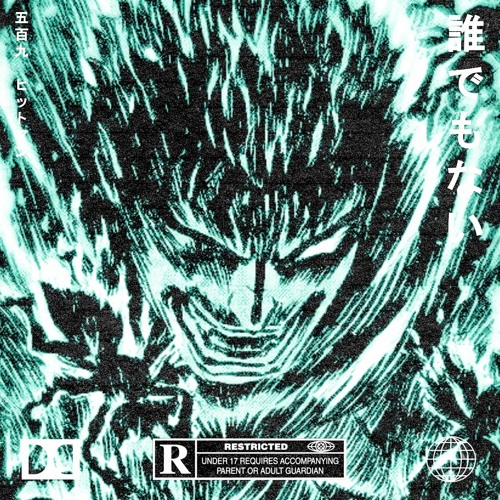 五百九 ヒット
誰でもない
R
RESTRICTED
UNDER 17 REQUIRES ACCOMPANYING
PARENT OR ADULT GUARDIAN